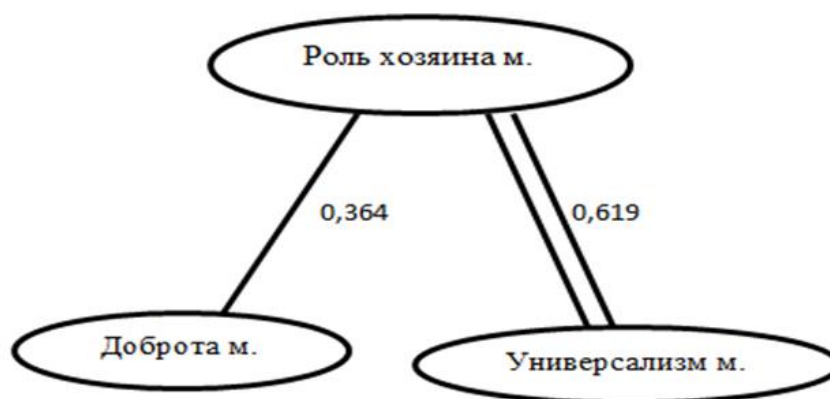 Роль хозяина м.
0,364
0,619
Доброта м.
Универсализм м.